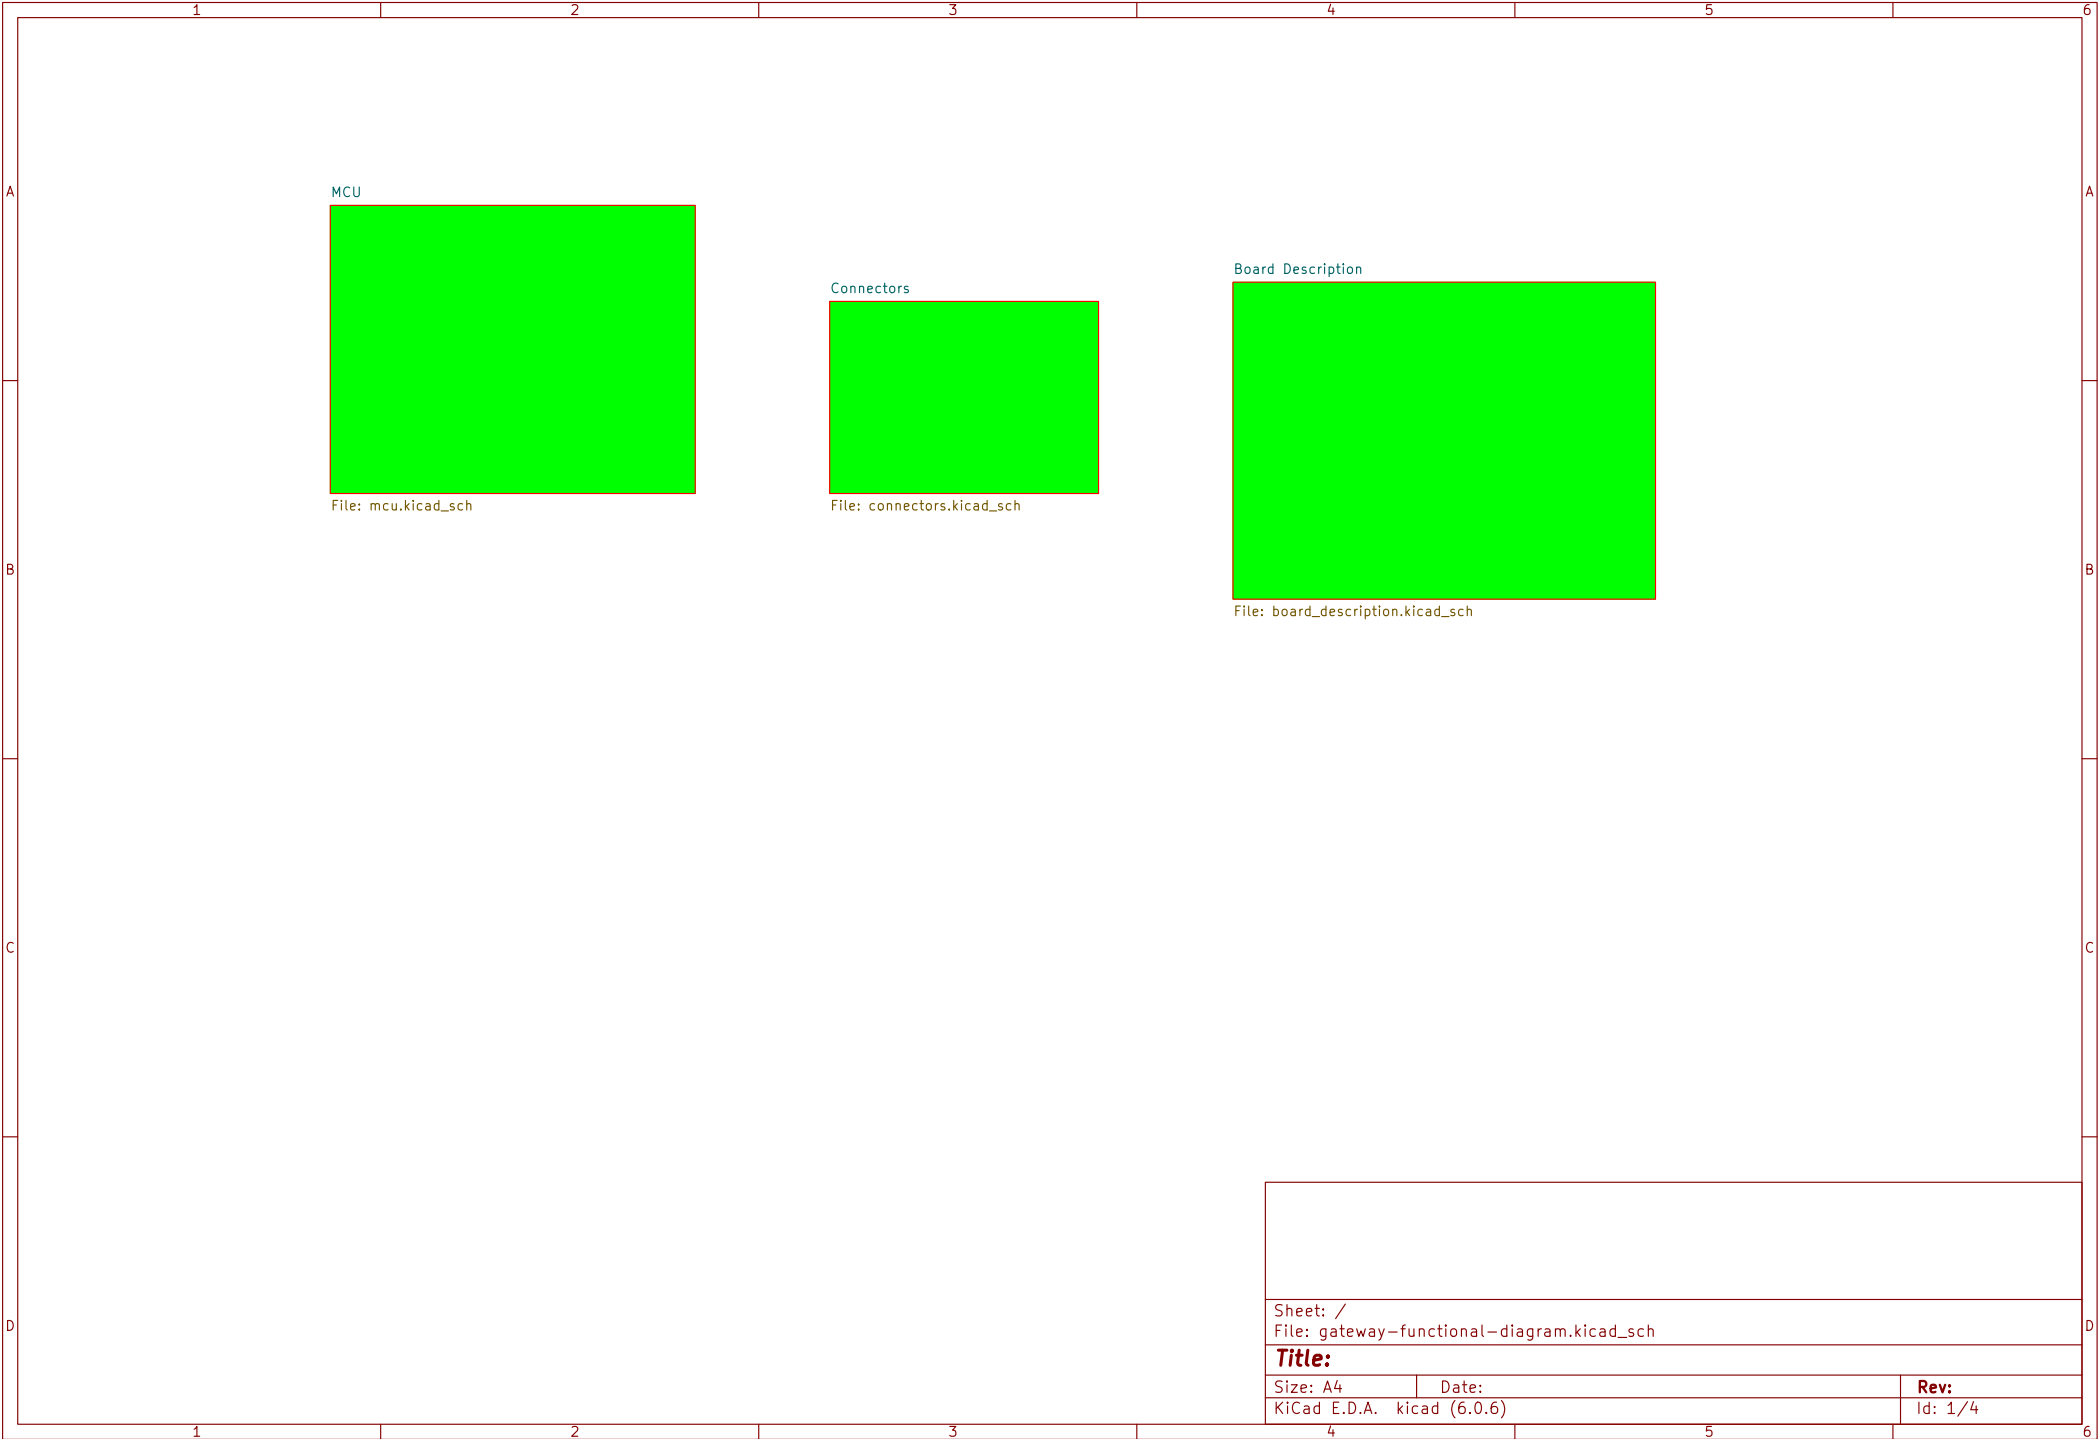 1 2 3 4 5 6
A A
MCU
Board Description
Connectors
File: mcu.kicad_sch
File: connectors.kicad_sch
B B
File: board_description.kicad_sch
C C
Sheet: /
D D
File: gateway-functional-diagram.kicad_sch
Title:
Size: A4 Date: Rev:
KiCad E.D.A. kicad (6.0.6) Id: 1/4
1 2 3 4 5 6